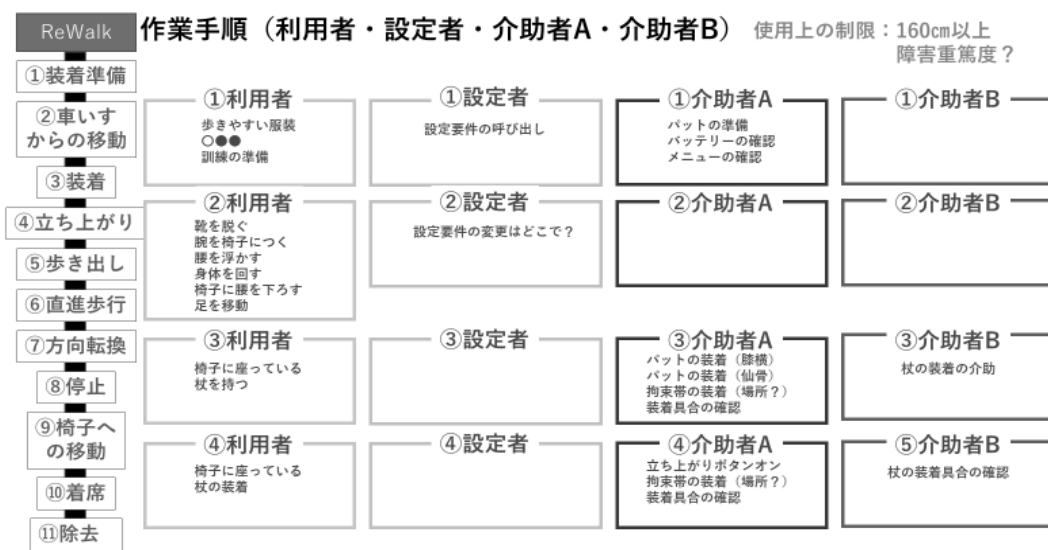 ReWalk
作業手順（利用者・設定者・介助者A・介助者B）
使用上の制限：160㎝以上
障害重篤度？
①装着準備
②車いす
からの移動
③装着
④立ち上がり
⑤歩き出し
⑥直進歩行
⑦方向転換
⑧停止
⑨椅子へ
の移動
⑩着席
⑪除去
①利用者
歩きやすい服装
○●●
訓練の準備
①設定者
設定要件の呼び出し
①介助者A
パットの準備
バッテリーの確認
メニューの確認
①介助者B
②利用者
靴を脱ぐ
腕を椅子につく
腰を浮かす
身体を回す
椅子に腰を下ろす
足を移動
②設定者
設定要件の変更はどこで？
②介助者A
②介助者B
③利用者
椅子に座っている
杖を持つ
③設定者
③介助者A
パットの装着（膝横）
パットの装着（仙骨）
拘束帯の装着（場所？）
装着具合の確認
③介助者B
杖の装着の介助
④利用者
椅子に座っている
杖の装着
④設定者
④介助者A
立ち上がりボタンオン
拘束帯の装着（場所？）
装着具合の確認
⑤介助者B
杖の装着具合の確認